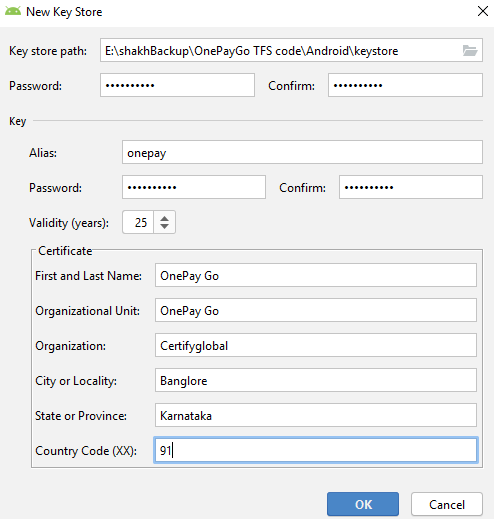 New Key Store
Key store path: E:\shakhBackup\OnePayGo TFS code\Android\keystore
Password: •••••••••• Confirm: ••••••••••
Key
Alias: onepay
Password: •••••••••• Confirm: ••••••••••
Validity (years): 25
Certificate
First and Last Name: OnePay Go
Organizational Unit: OnePay Go
Organization: Certifyglobal
City or Locality: Banglore
State or Province: Karnataka
Country Code (XX): 91
OK Cancel